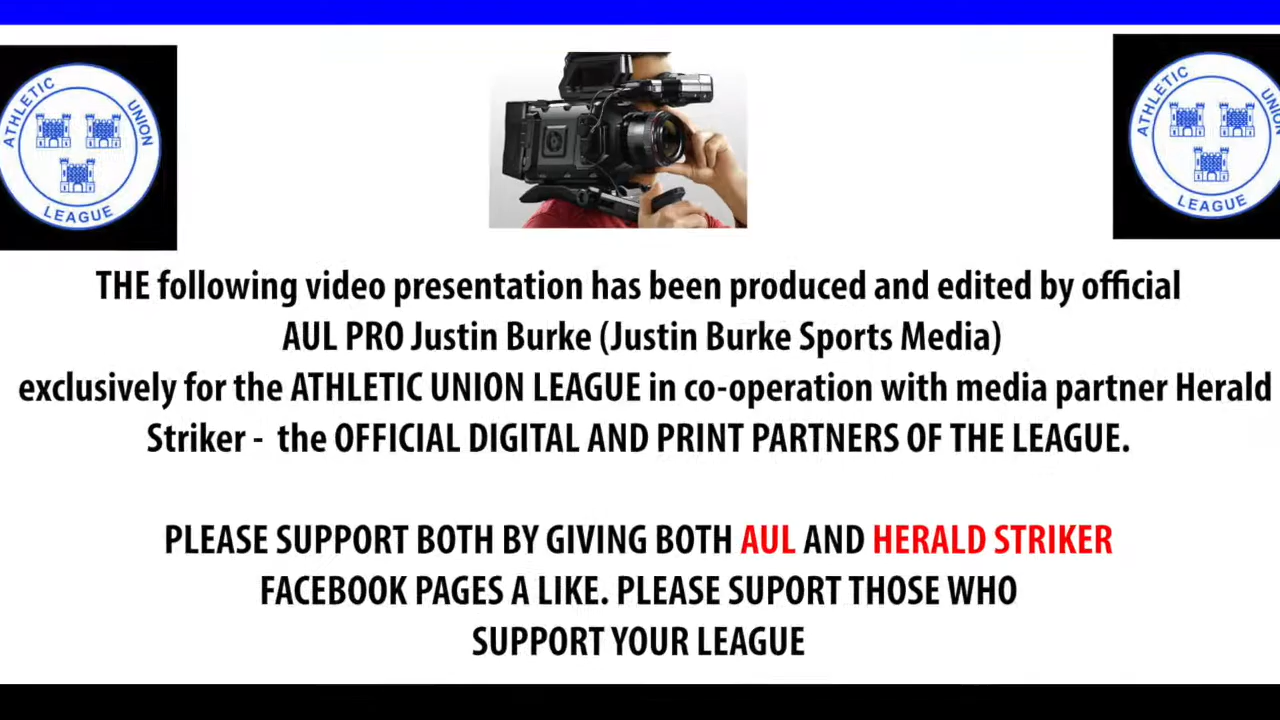 ATHLETIC UNION LEAGUE
ATHLETIC UNION LEAGUE
THE following video presentation has been produced and edited by official
AUL PRO Justin Burke (Justin Burke Sports Media)
exclusively for the ATHLETIC UNION LEAGUE in co-operation with media partner Herald
Striker - the OFFICIAL DIGITAL AND PRINT PARTNERS OF THE LEAGUE.
PLEASE SUPPORT BOTH BY GIVING BOTH AUL AND HERALD STRIKER
FACEBOOK PAGES A LIKE. PLEASE SUPORT THOSE WHO
SUPPORT YOUR LEAGUE